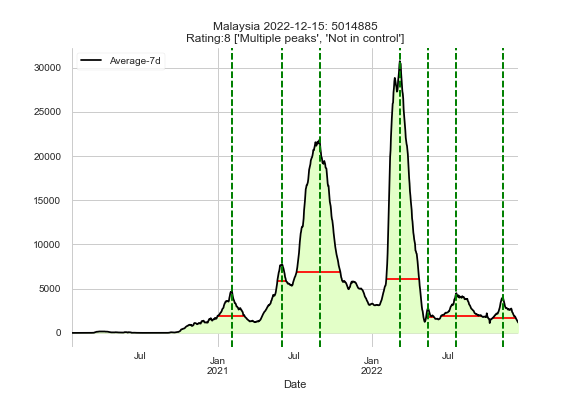 Malaysia 2022-12-15: 5014885
Rating:8 ['Multiple peaks', 'Not in control']
Average-7d
30000
25000
20000
15000
10000
5000
0
Jul
Jan
2021
Jul
Jan
2022
Jul
Date